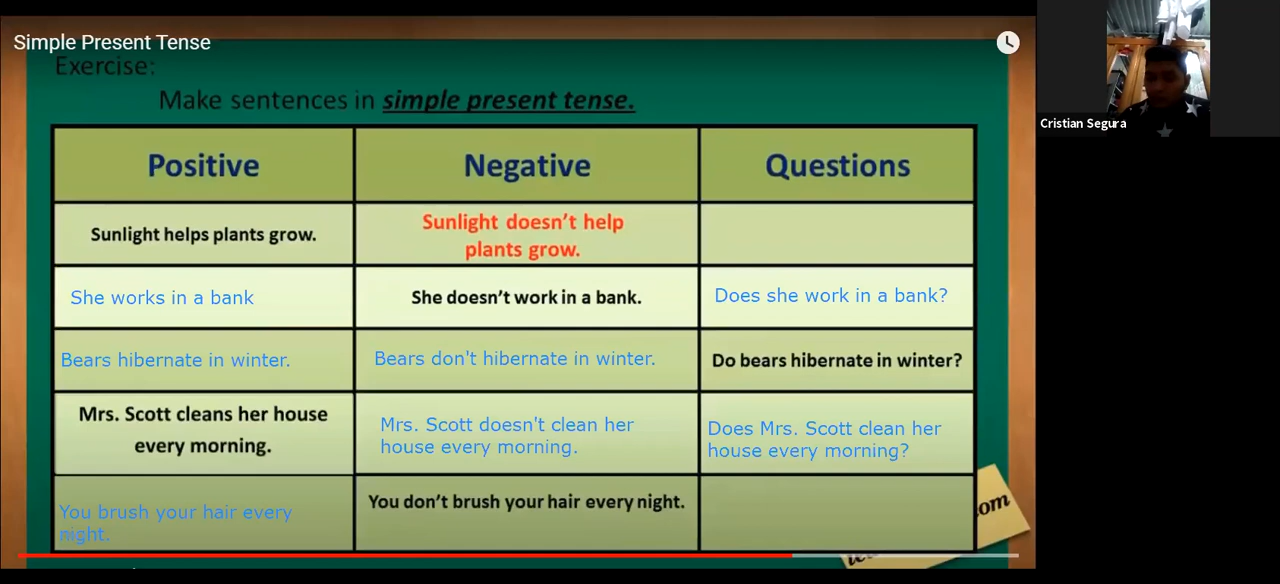 Simple Present Tense
Exercise:
Make sentences in simple present tense.
Positive
Negative
Questions
Sunlight helps plants grow.
Sunlight doesn't help
plants grow.
She works in a bank
She doesn't work in a bank.
Does she work in a bank?
Bears hibernate in winter.
Bears don't hibernate in winter.
Do bears hibernate in winter?
Mrs. Scott cleans her house
every morning.
Mrs. Scott doesn't clean her
house every morning.
Does Mrs. Scott clean her
house every morning?
You brush your hair every
night.
You don't brush your hair every night.
om
Cristian Segura